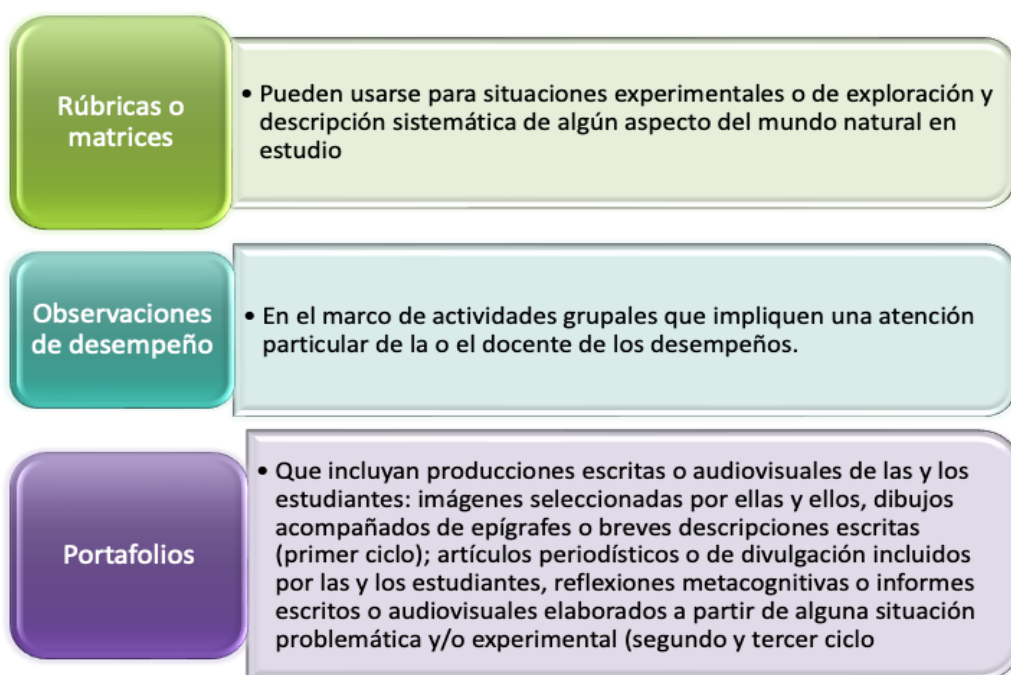 Rúbricas o
matrices
• Pueden usarse para situaciones experimentales o de exploración y
descripción sistemática de algún aspecto del mundo natural en
estudio
Observaciones
de desempeño
• En el marco de actividades grupales que impliquen una atención
particular de la o el docente de los desempeños.
Portafolios
• Que incluyan producciones escritas o audiovisuales de las y los
estudiantes: imágenes seleccionadas por ellas y ellos, dibujos
acompañados de epígrafes o breves descripciones escritas
(primer ciclo); artículos periodísticos o de divulgación incluidos
por las y los estudiantes, reflexiones metacognitivas o informes
escritos o audiovisuales elaborados a partir de alguna situación
problemática y/o experimental (segundo y tercer ciclo